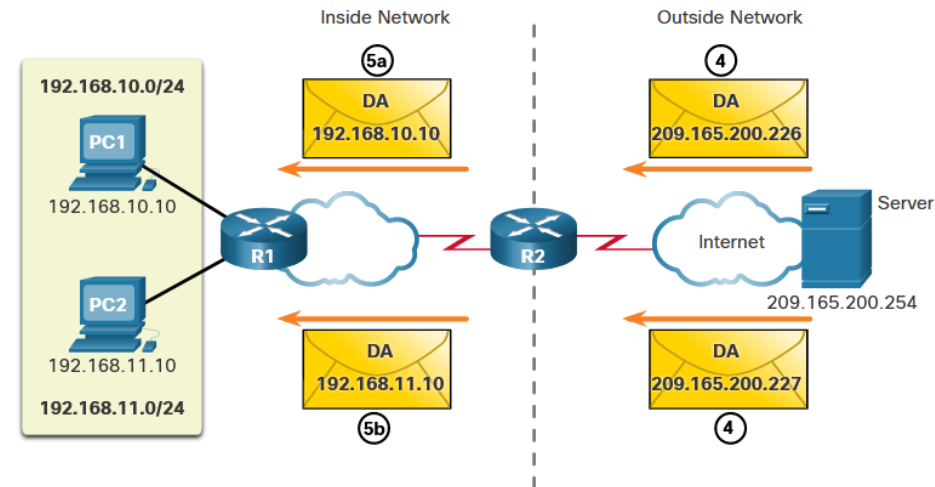 Inside Network
Outside Network
5a
4
192.168.10.0/24
DA
192.168.10.10
DA
209.165.200.226
PC1
192.168.10.10
Server
R1
R2
Internet
PC2
209.165.200.254
192.168.11.10
DA
192.168.11.10
DA
209.165.200.227
192.168.11.0/24
5b
4